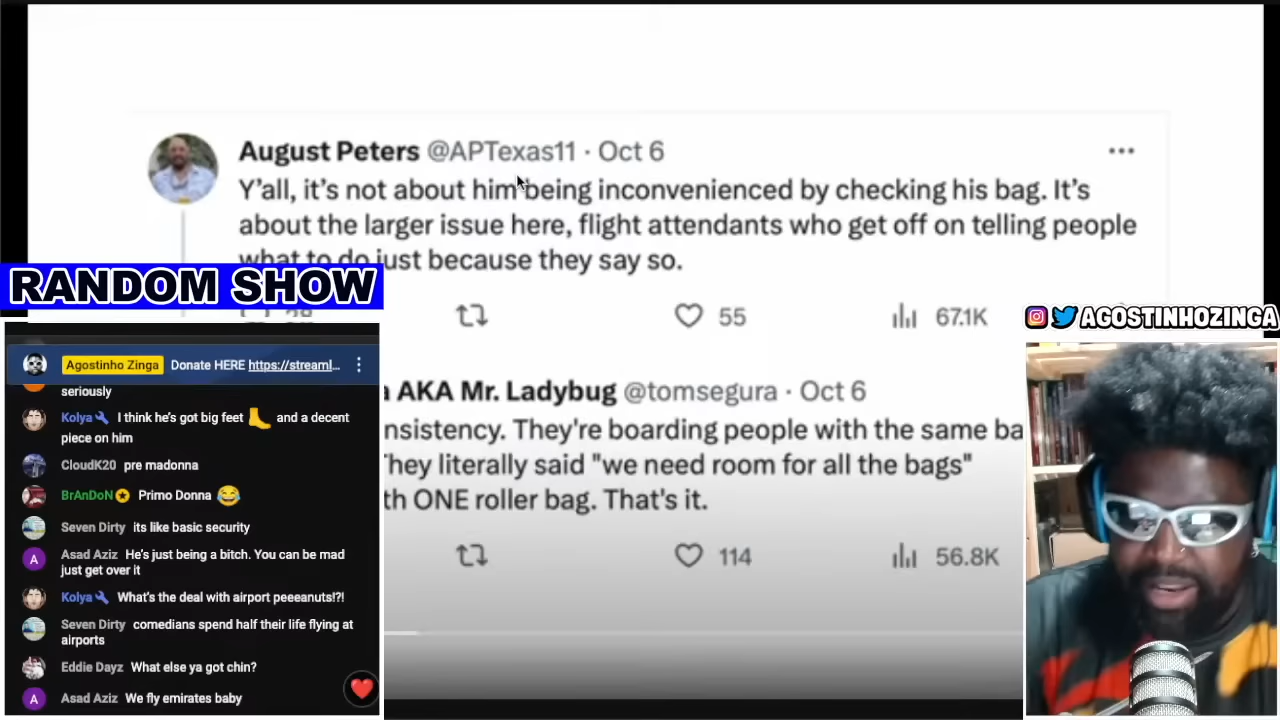 August Peters @APTexas11 · Oct 6
Y'all, it's not about him being inconvenienced by checking his bag. It's
about the larger issue here, flight attendants who get off on telling people
what to do just because they say so.
28 55 67.1K
RANDOM SHOW
AGOSTINHOZINGA
AKA Mr. Ladybug @tomsegura · Oct 6
nsistency. They're boarding people with the same ba
They literally said "we need room for all the bags"
th ONE roller bag. That's it.
114 56.8K
Agostinho Zinga Donate HERE https://streaml...
seriously
Kolya I think he's got big feet and a decent
piece on him
CloudK20 pre madonna
BrAnDoN Primo Donna 😂
Seven Dirty its like basic security
Asad Aziz He's just being a bitch. You can be mad
just get over it
Kolya What's the deal with airport peeeanuts!?!
Seven Dirty comedians spend half their life flying at
airports
Eddie Dayz What else ya got chin?
Asad Aziz We fly emirates baby